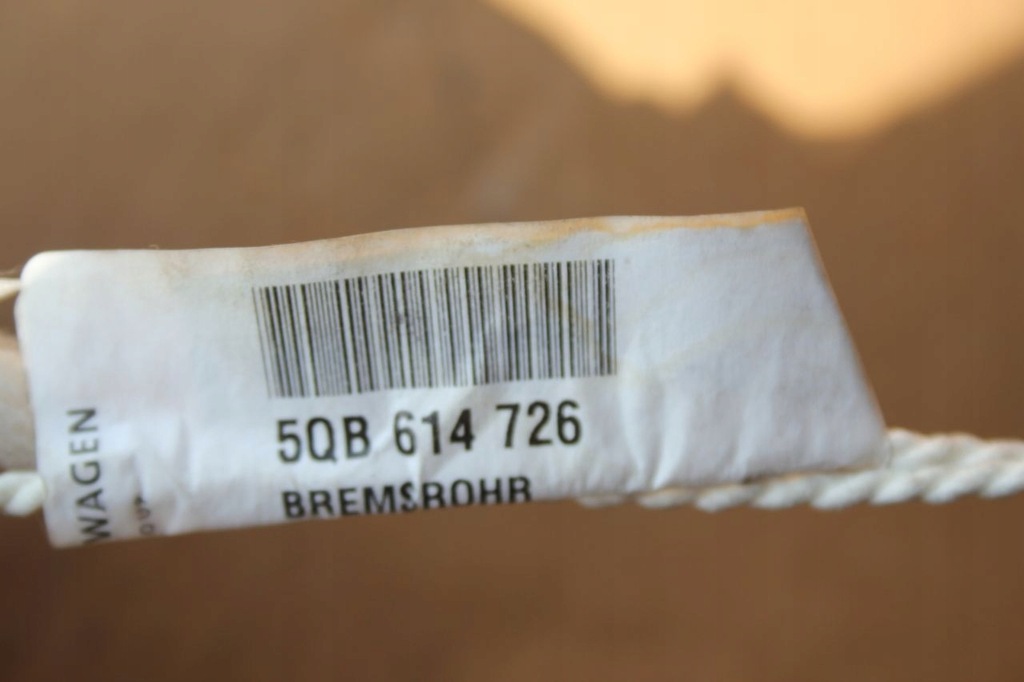 5QB 614 726
BREMSROHR
WAGEN